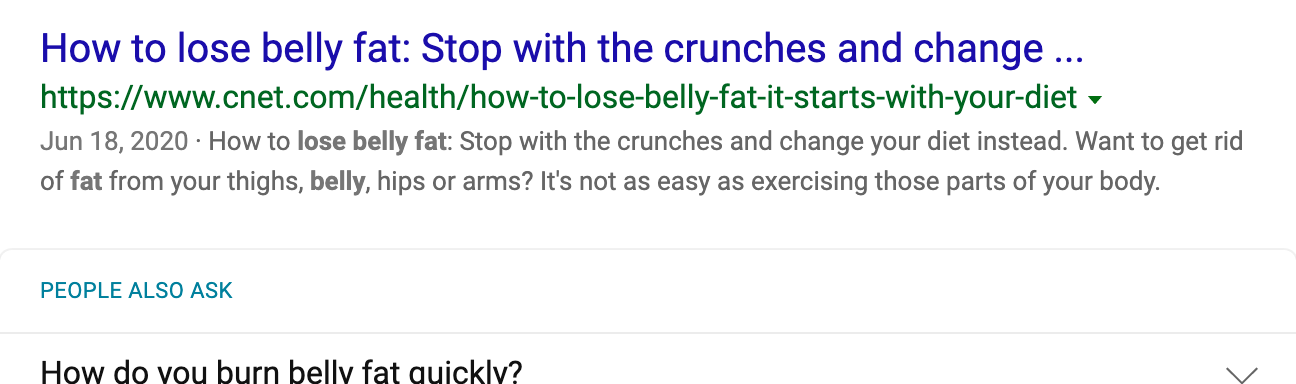 How to lose belly fat: Stop with the crunches and change ...
https://www.cnet.com/health/how-to-lose-belly-fat-it-starts-with-your-diet
Jun 18, 2020 · How to lose belly fat: Stop with the crunches and change your diet instead. Want to get rid
of fat from your thighs, belly, hips or arms? It's not as easy as exercising those parts of your body.
PEOPLE ALSO ASK
How do you burn belly fat quickly?